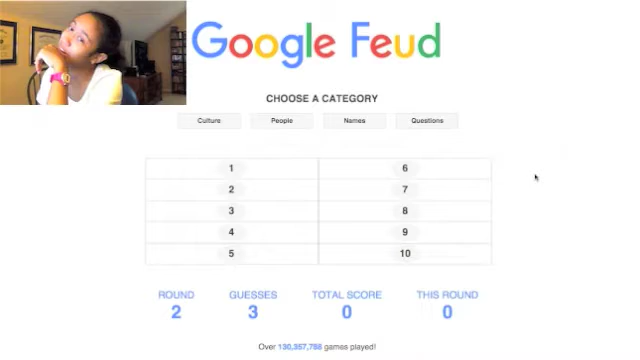 Google Feud
CHOOSE A CATEGORY
Culture People Names Questions
1 6
2 7
3 8
4 9
5 10
ROUND GUESSES TOTAL SCORE THIS ROUND
2 3 0 0
Over 130,357,758 games played!